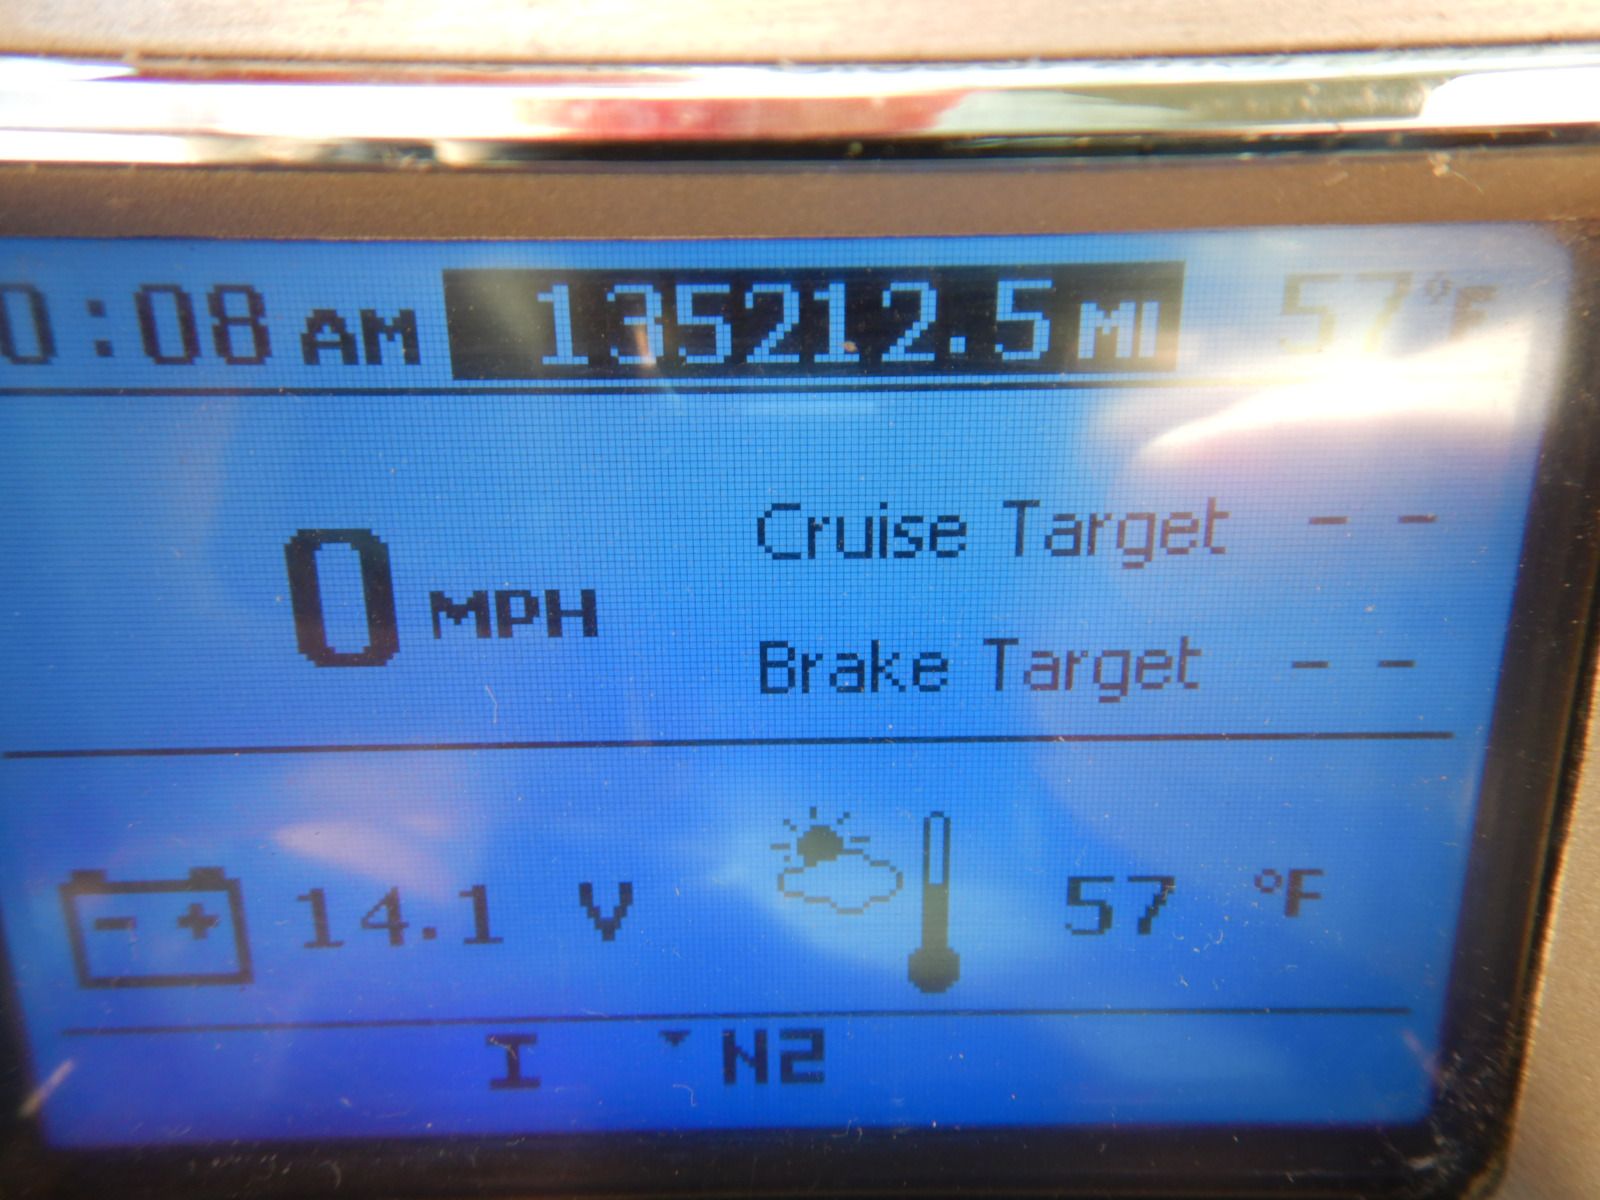 0:08 AM 135212.5 MI 57 °F
0 MPH
Cruise Target - -
Brake Target - -
- + 14.1 V 57 °F
I N2